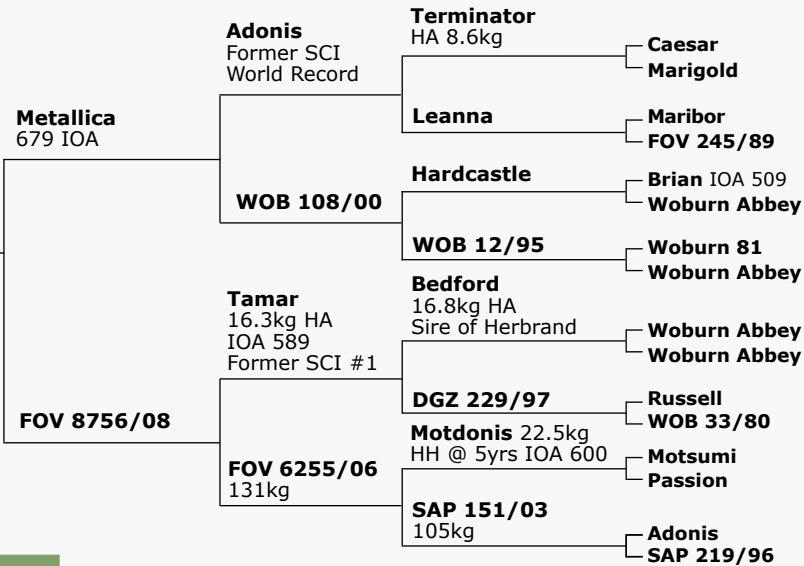 Metallica
679 IOA
FOV 8756/08
Adonis
Former SCI
World Record
WOB 108/00
Tamar
16.3kg HA
IOA 589
Former SCI #1
FOV 6255/06
131kg
Terminator
HA 8.6kg
Leanna
Hardcastle
WOB 12/95
Bedford
16.8kg HA
Sire of Herbrand
DGZ 229/97
Motdonis 22.5kg
HH @ 5yrs IOA 600
SAP 151/03
105kg
Caesar
Marigold
Maribor
FOV 245/89
Brian IOA 509
Woburn Abbey
Woburn 81
Woburn Abbey
Woburn Abbey
Woburn Abbey
Russell
WOB 33/80
Motsumi
Passion
Adonis
SAP 219/96